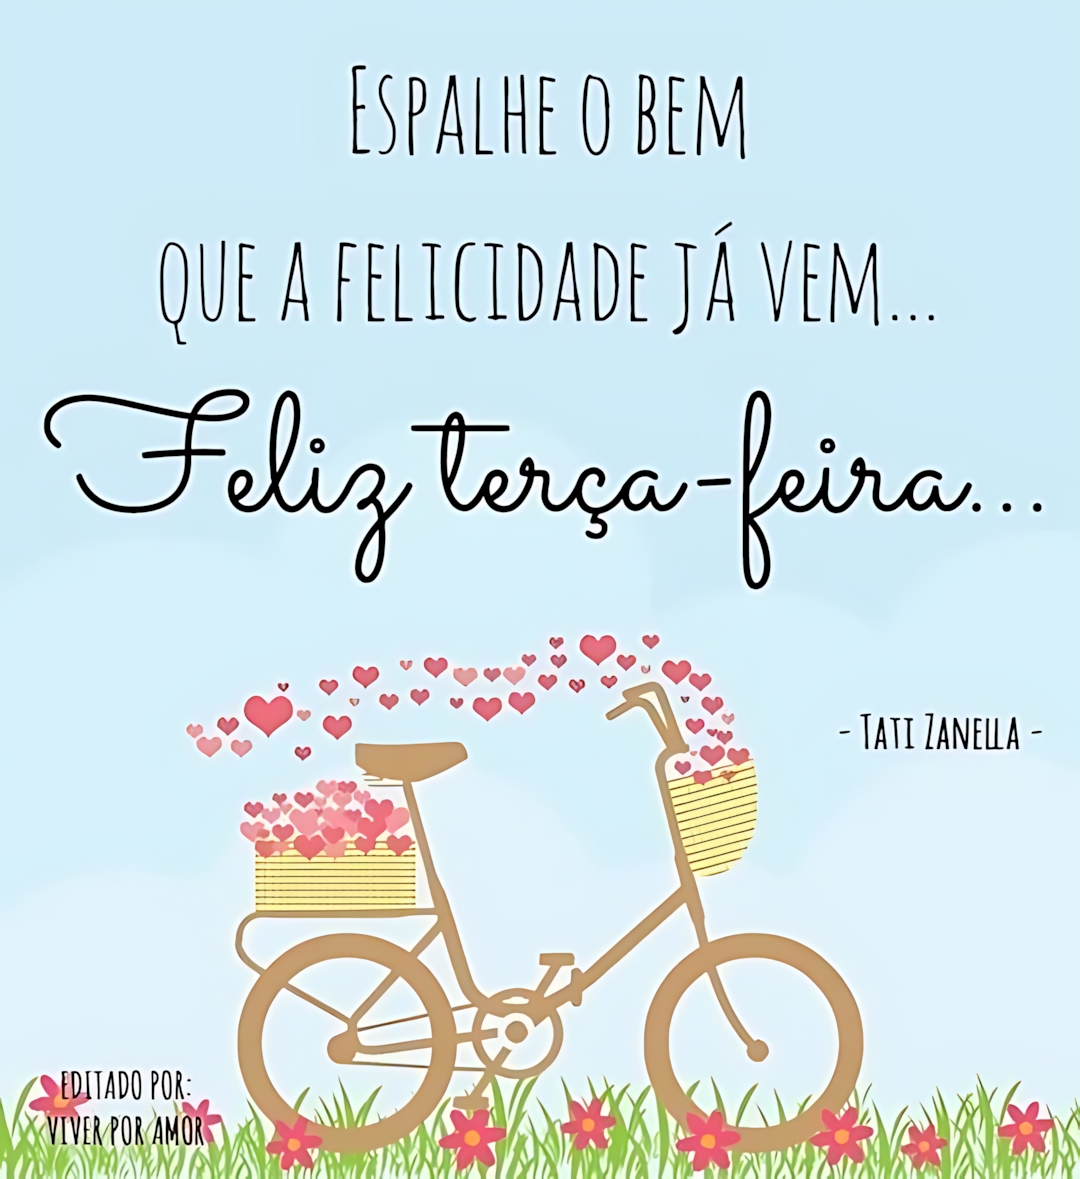 Espalhe o bem
que a felicidade já vem...
Feliz terça-feira...
- Tati Zanella -
Editado por:
Viver por amor